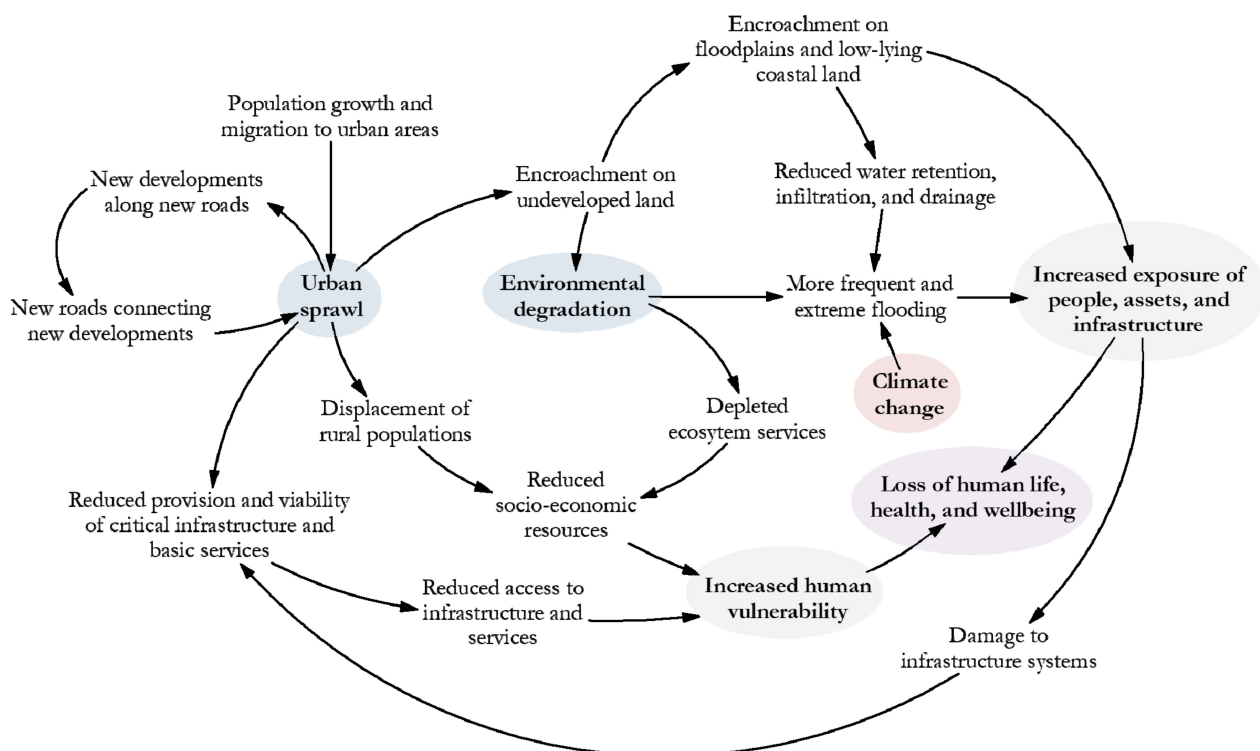 Encroachment on
floodplains and low-lying
coastal land
Population growth and
migration to urban areas
New developments
along new roads
Encroachment on
undeveloped land
Reduced water retention,
infiltration, and drainage
Urban
sprawl
Environmental
degradation
More frequent and
extreme flooding
Increased exposure of
people, assets, and
infrastructure
New roads connecting
new developments
Climate
change
Displacement of
rural populations
Depleted
ecosytem services
Reduced
socio-economic
resources
Loss of human life,
health, and wellbeing
Reduced provision and viability
of critical infrastructure and
basic services
Reduced access to
infrastructure and
services
Increased human
vulnerability
Damage to
infrastructure systems